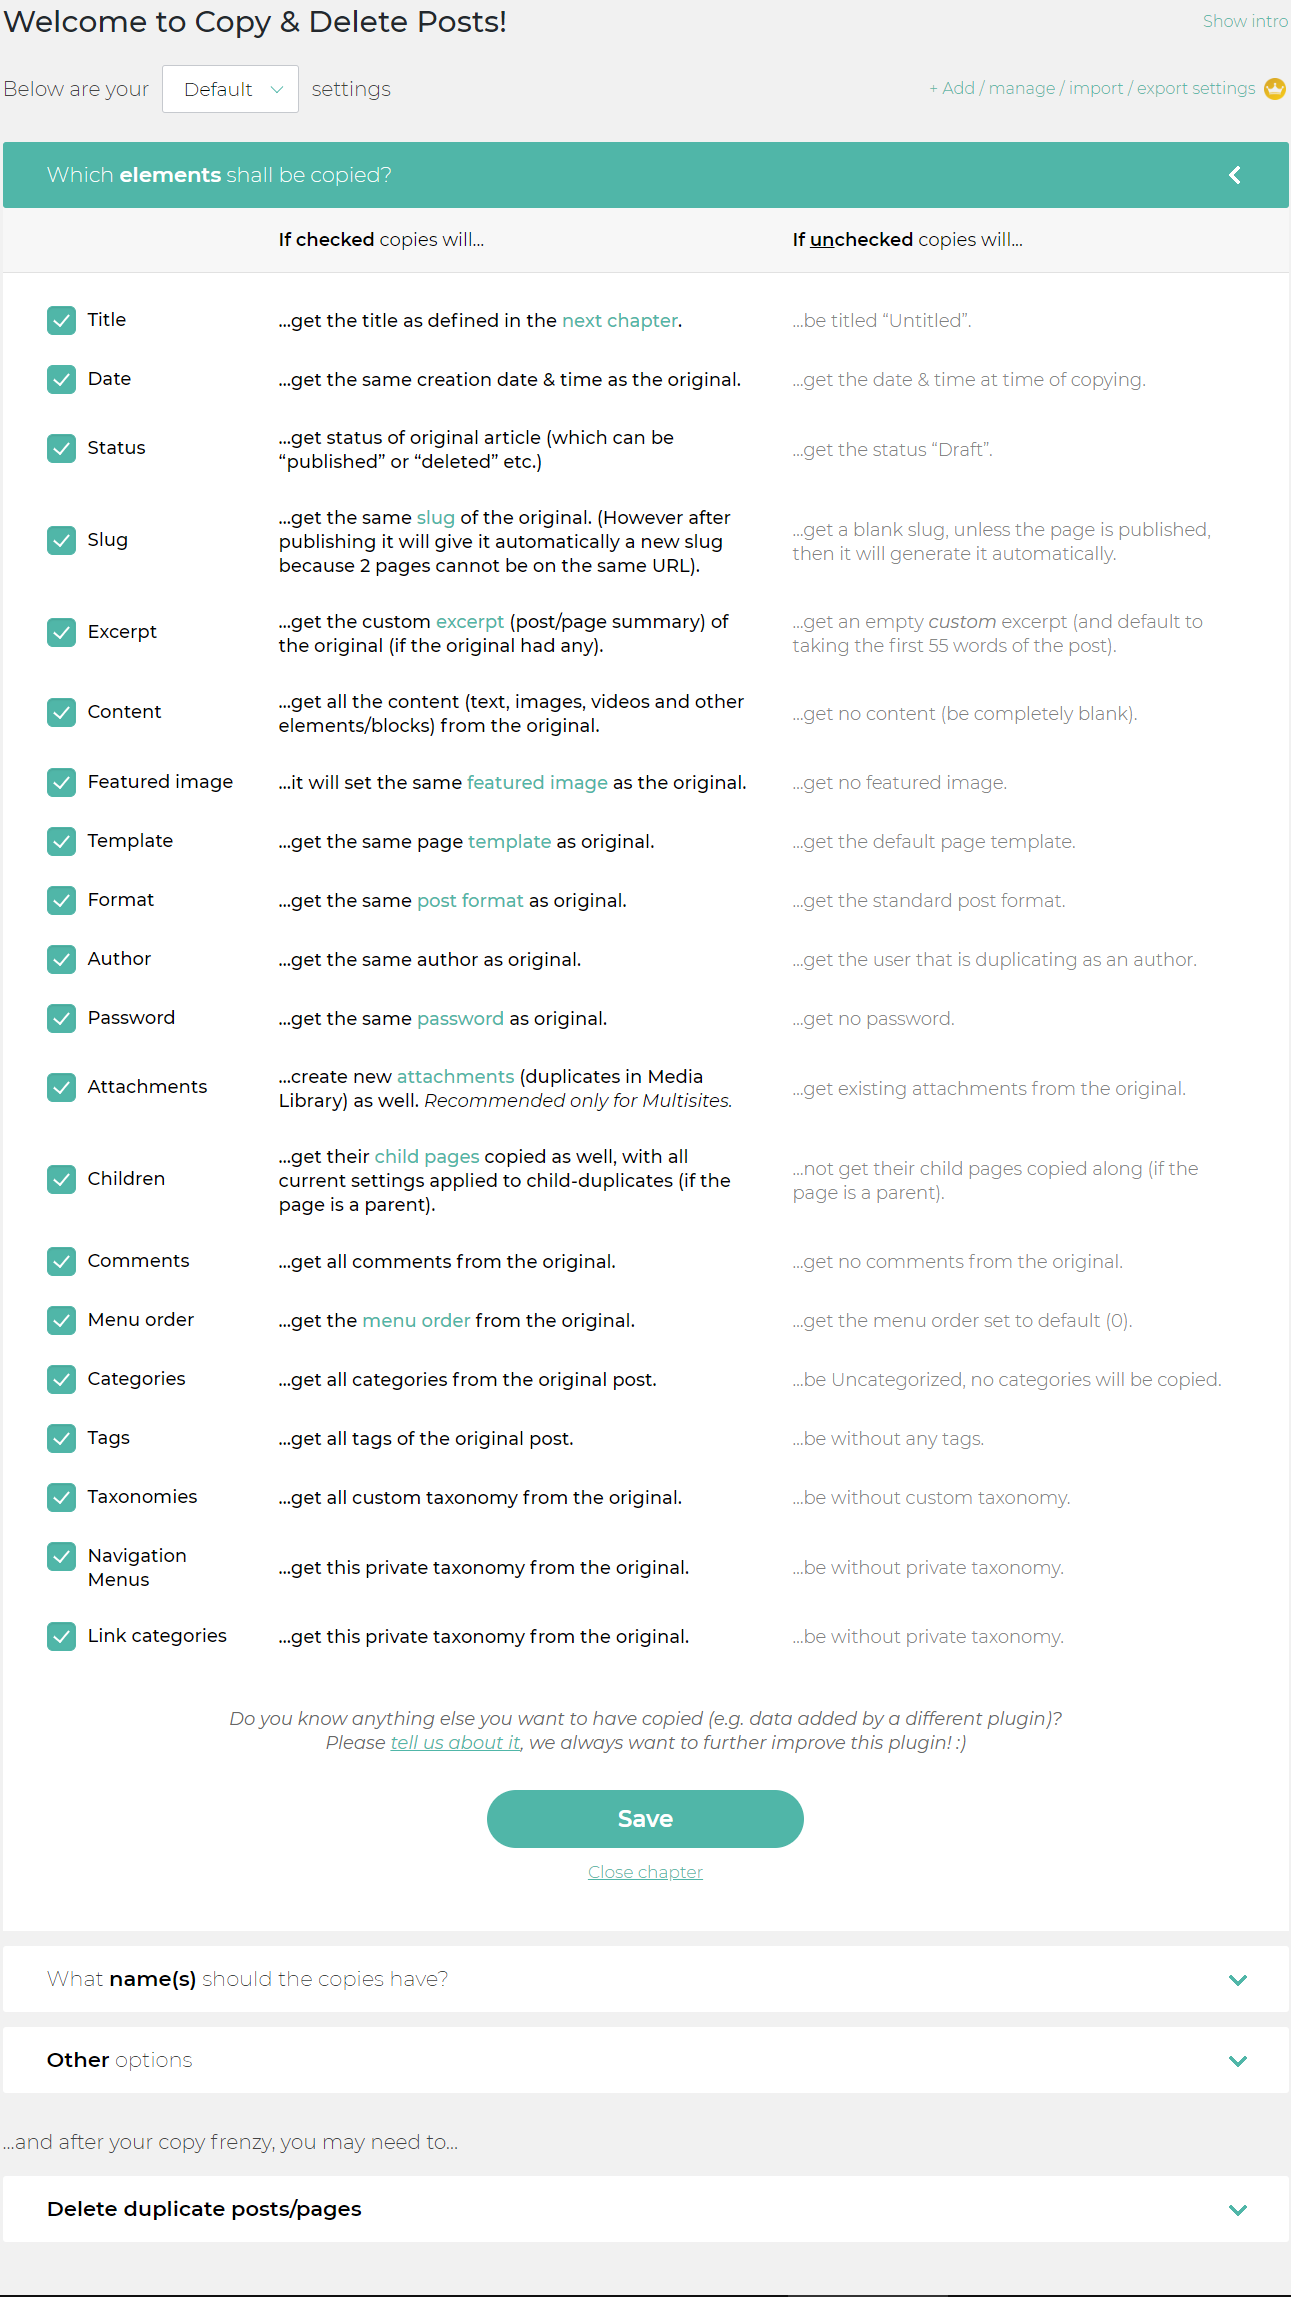 Welcome to Copy & Delete Posts!
Show intro
Below are your Default settings
+ Add / manage / import / export settings
Which elements shall be copied?
If checked copies will...
If unchecked copies will...
Title
...get the title as defined in the next chapter.
...be titled “Untitled”.
Date
...get the same creation date & time as the original.
...get the date & time at time of copying.
Status
...get status of original article (which can be
“published” or “deleted” etc.)
...get the status “Draft”.
Slug
...get the same slug of the original. (However after
publishing it will give it automatically a new slug
because 2 pages cannot be on the same URL).
...get a blank slug, unless the page is published,
then it will generate it automatically.
Excerpt
...get the custom excerpt (post/page summary) of
the original (if the original had any).
...get an empty custom excerpt (and default to
taking the first 55 words of the post).
Content
...get all the content (text, images, videos and other
elements/blocks) from the original.
...get no content (be completely blank).
Featured image
...it will set the same featured image as the original.
...get no featured image.
Template
...get the same page template as original.
...get the default page template.
Format
...get the same post format as original.
...get the standard post format.
Author
...get the same author as original.
...get the user that is duplicating as an author.
Password
...get the same password as original.
...get no password.
Attachments
...create new attachments (duplicates in Media
Library) as well. Recommended only for Multisites.
...get existing attachments from the original.
Children
...get their child pages copied as well, with all
current settings applied to child-duplicates (if the
page is a parent).
...not get their child pages copied along (if the
page is a parent).
Comments
...get all comments from the original.
...get no comments from the original.
Menu order
...get the menu order from the original.
...get the menu order set to default (0).
Categories
...get all categories from the original post.
...be Uncategorized, no categories will be copied.
Tags
...get all tags of the original post.
...be without any tags.
Taxonomies
...get all custom taxonomy from the original.
...be without custom taxonomy.
Navigation
Menus
...get this private taxonomy from the original.
...be without private taxonomy.
Link categories
...get this private taxonomy from the original.
...be without private taxonomy.
Do you know anything else you want to have copied (e.g. data added by a different plugin)?
Please tell us about it, we always want to further improve this plugin! :)
Save
Close chapter
What name(s) should the copies have?
Other options
...and after your copy frenzy, you may need to...
Delete duplicate posts/pages